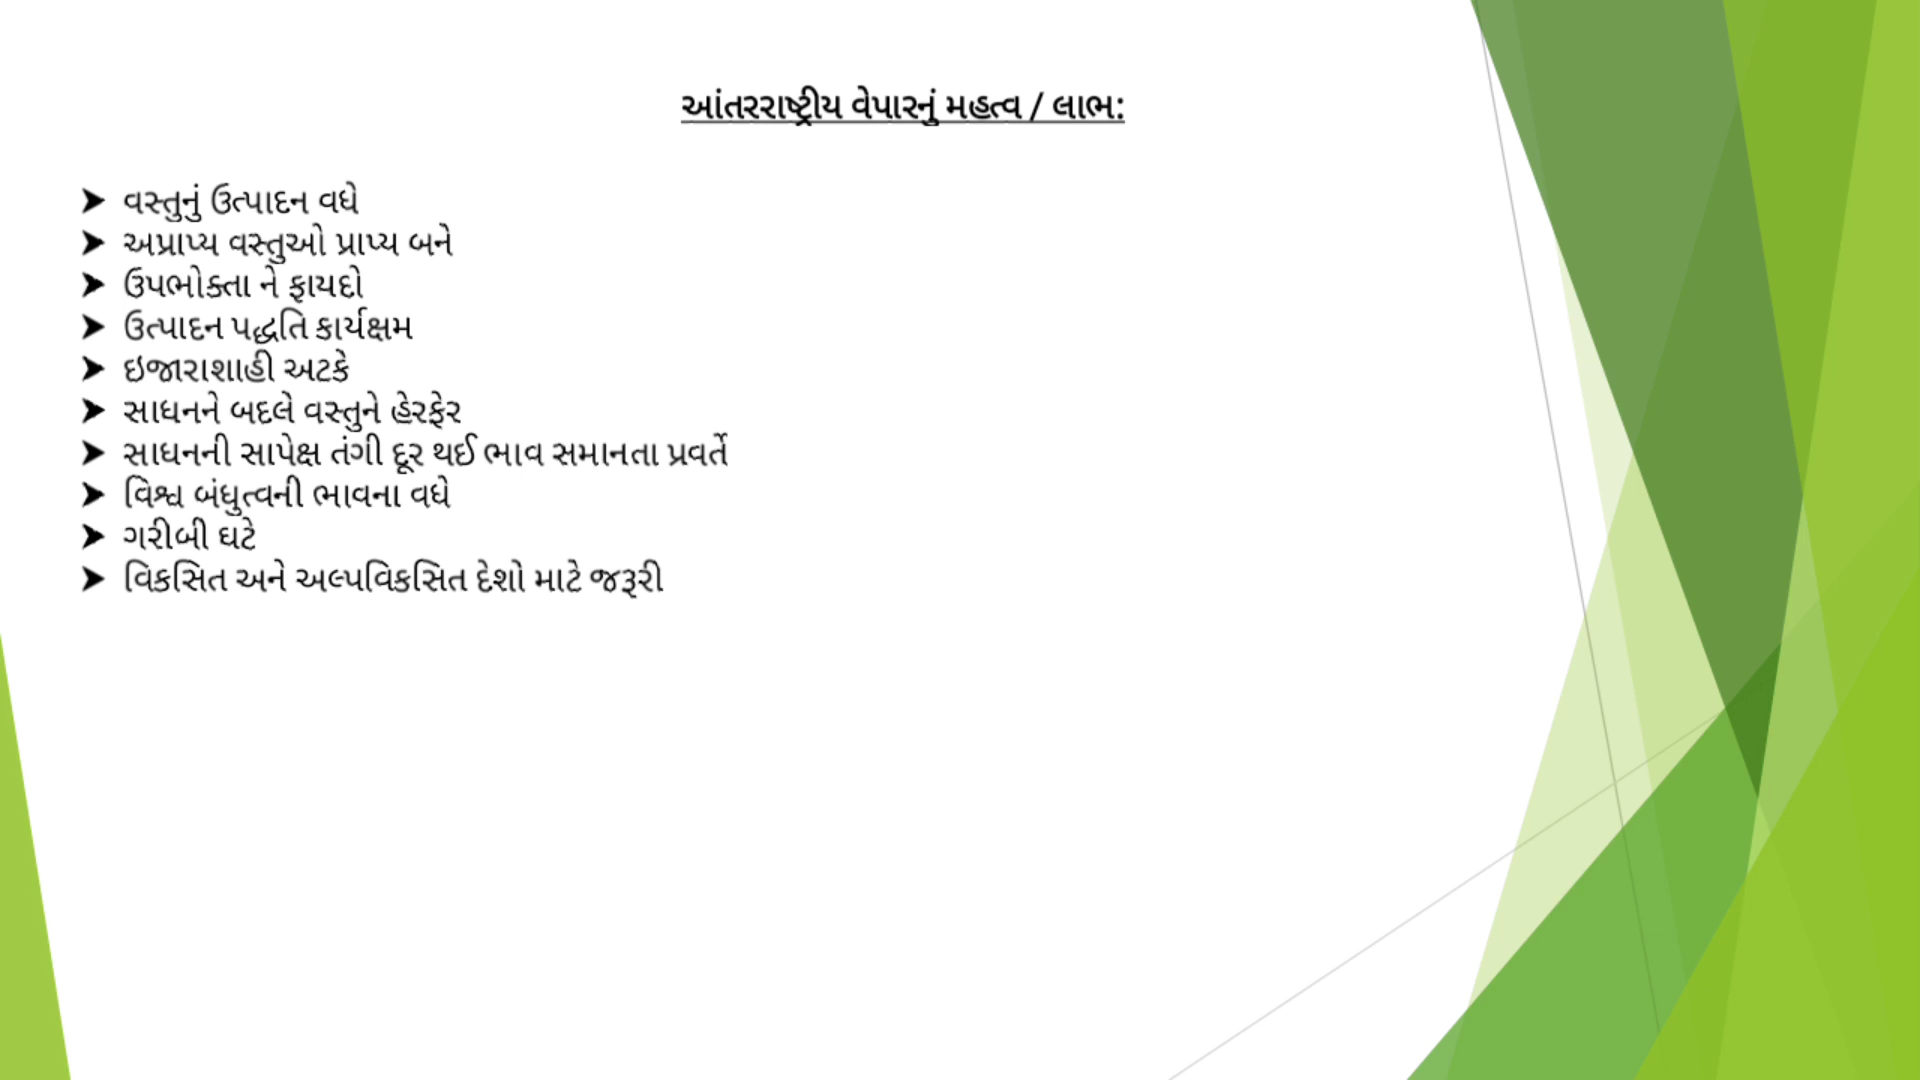 આંતરરાષ્ટ્રીય વેપારનું મહત્વ / લાભ:
➤ વસ્તુનું ઉત્પાદન વધે
➤ અપ્રાપ્ય વસ્તુઓ પ્રાપ્ય બને
➤ ઉપભોક્તા ને ફાયદો
➤ ઉત્પાદન પદ્ધતિ કાર્યક્ષમ
➤ ઇજારાશાહી અટકે
➤ સાધનને બદલે વસ્તુને હેરફેર
➤ સાધનની સાપેક્ષ તંગી દૂર થઈ ભાવ સમાનતા પ્રવર્તે
➤ વિશ્વ બંધુત્વની ભાવના વધે
➤ ગરીબી ઘટે
➤ વિકસિત અને અલ્પવિકસિત દેશો માટે જરૂરી